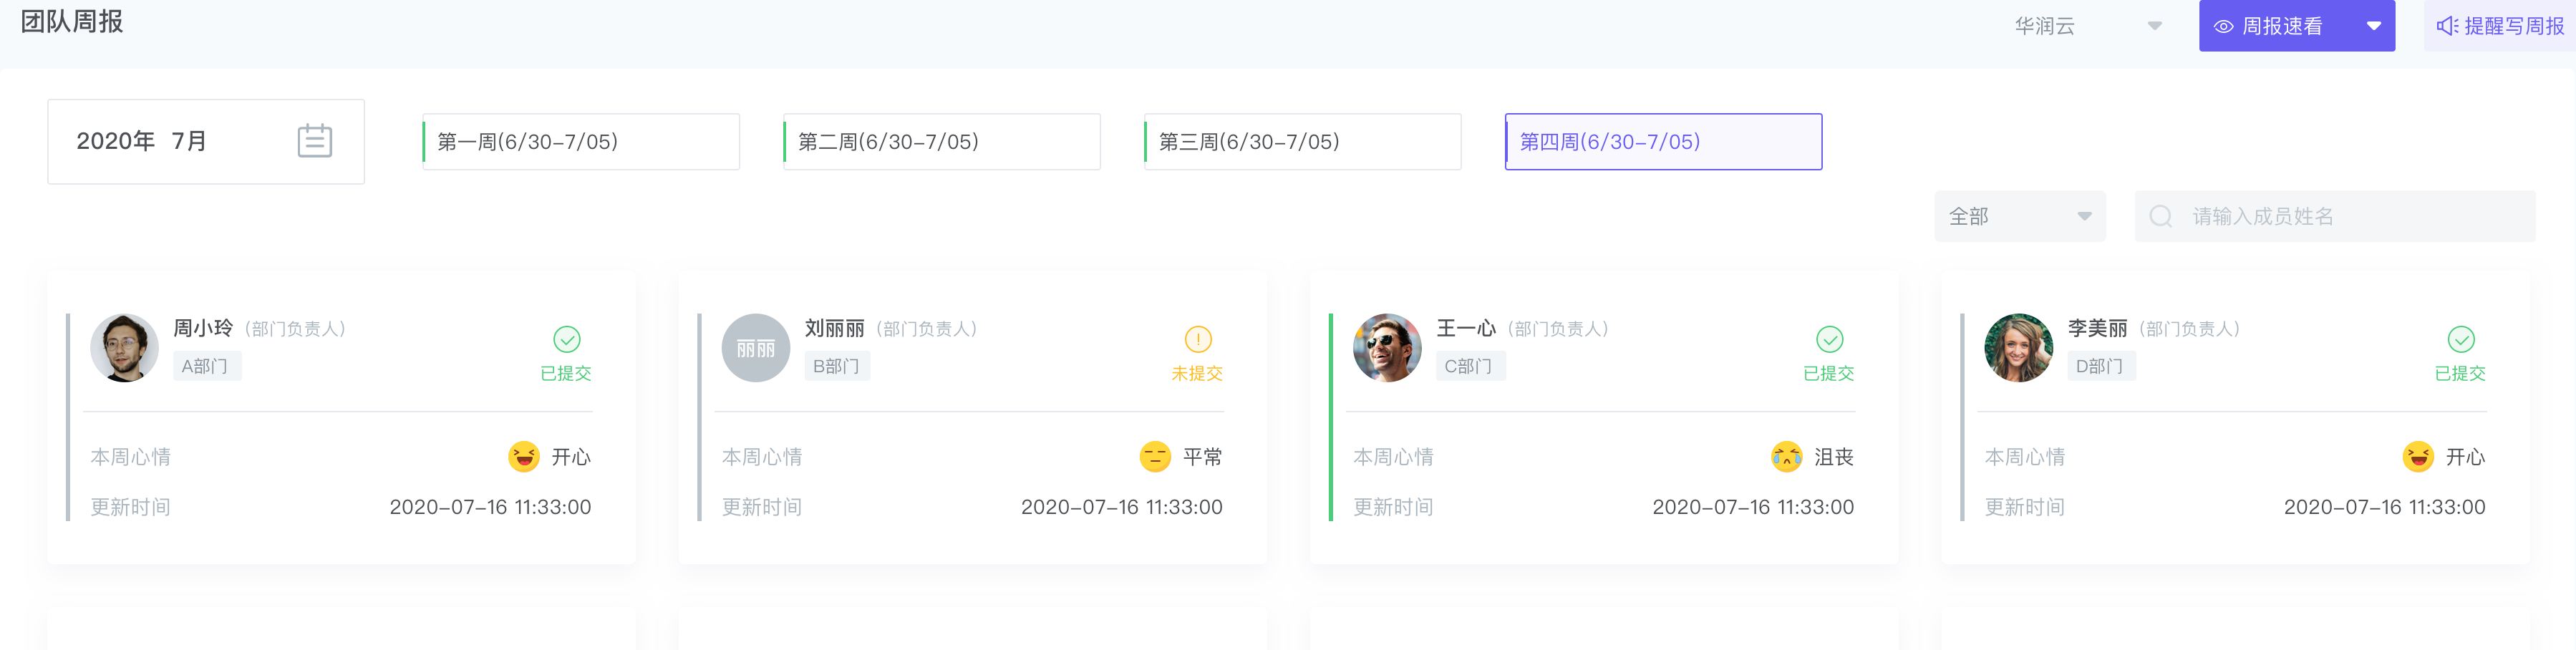 团队周报
华润云
周报速看
提醒写周报
2020年 7月
第一周(6/30-7/05)
第二周(6/30-7/05)
第三周(6/30-7/05)
第四周(6/30-7/05)
全部
请输入成员姓名
周小玲（部门负责人）
A部门
已提交
本周心情
开心
更新时间
2020-07-16 11:33:00
丽丽
刘丽丽（部门负责人）
B部门
未提交
本周心情
平常
更新时间
2020-07-16 11:33:00
王一心（部门负责人）
C部门
已提交
本周心情
沮丧
更新时间
2020-07-16 11:33:00
李美丽（部门负责人）
D部门
已提交
本周心情
开心
更新时间
2020-07-16 11:33:00